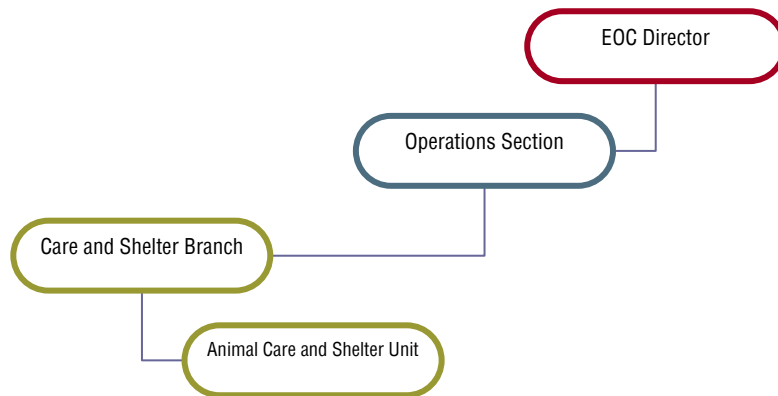 EOC Director
Operations Section
Care and Shelter Branch
Animal Care and Shelter Unit